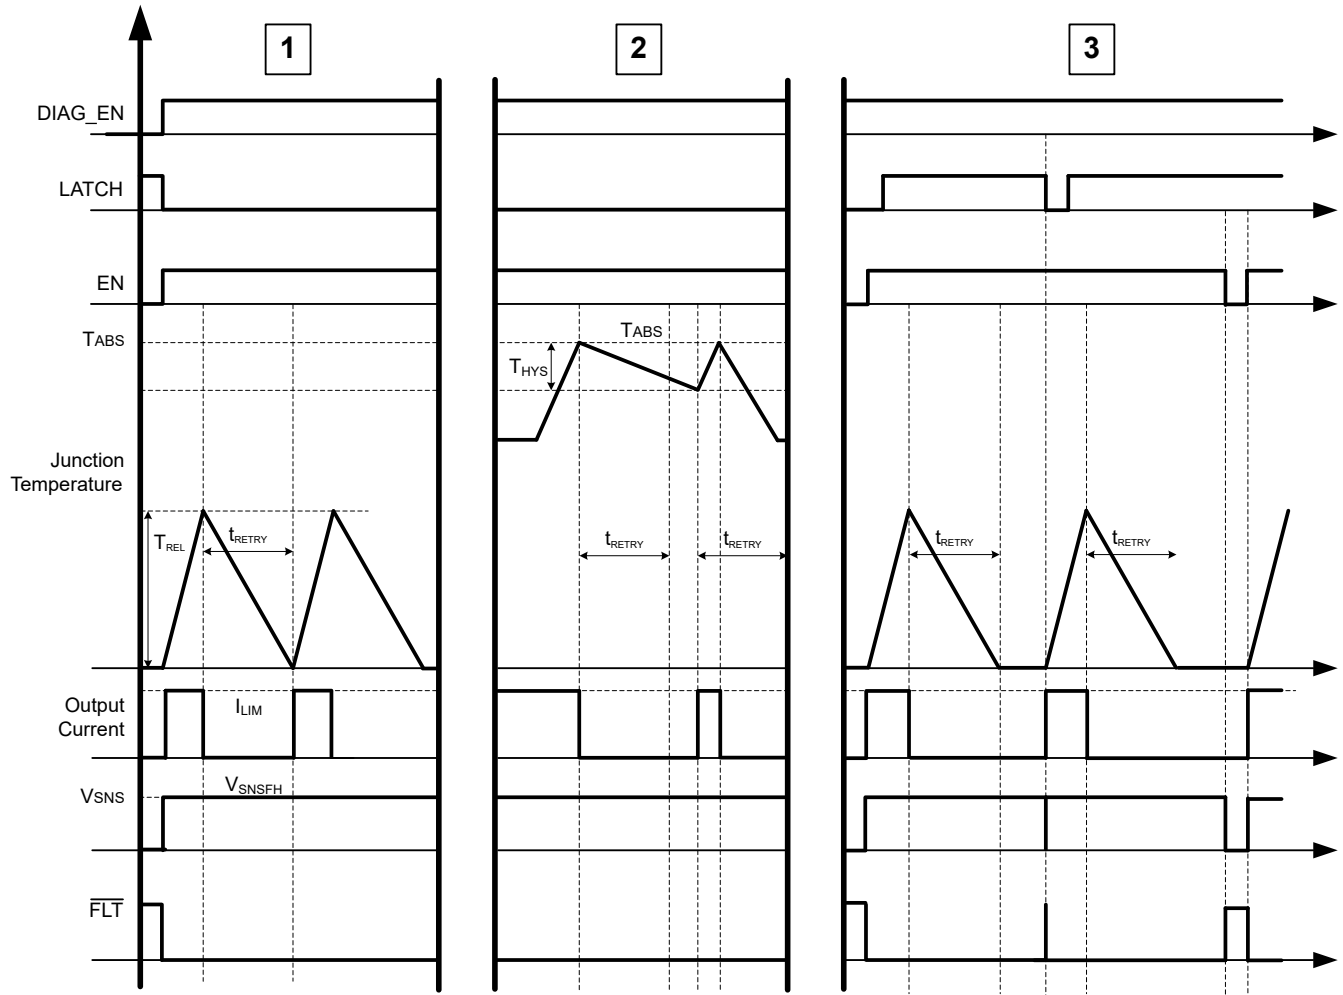 1
2
3
DIAG_EN
LATCH
EN
TABS
TABS
THYS
Junction
Temperature
TREL
tRETRY
tRETRY
tRETRY
tRETRY
tRETRY
Output
Current
ILIM
VSNS
VSNSFH
FLT